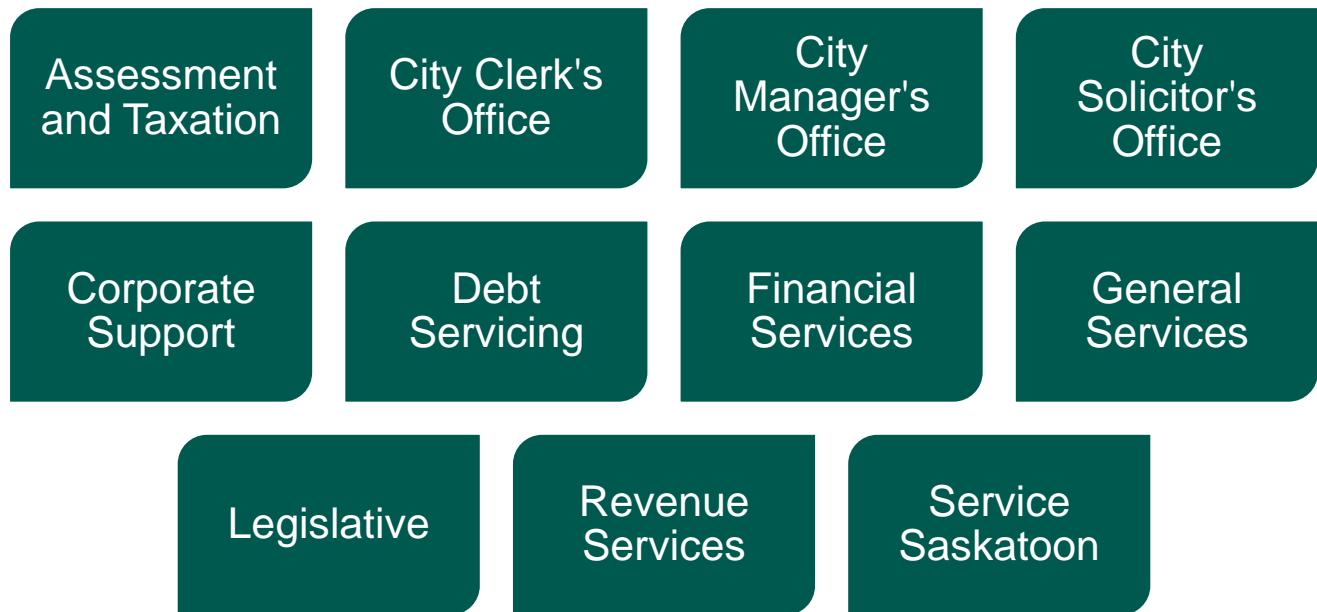 Assessment
and Taxation
City Clerk's
Office
City
Manager's
Office
City
Solicitor's
Office
Corporate
Support
Debt
Servicing
Financial
Services
General
Services
Legislative
Revenue
Services
Service
Saskatoon